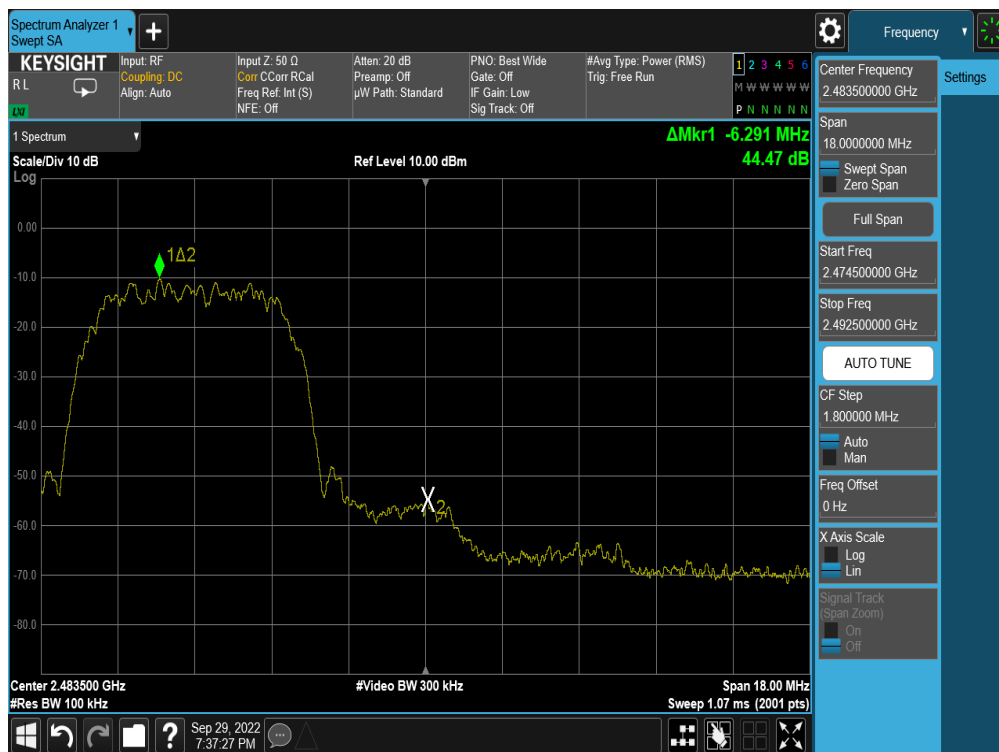 Spectrum Analyzer 1
Swept SA
+
Frequency
KEYSIGHT
R L
LXI
Input: RF
Coupling: DC
Align: Auto
Input Z: 50 Ω
Corr CCorr RCal
Freq Ref: Int (S)
NFE: Off
Atten: 20 dB
Preamp: Off
µW Path: Standard
PNO: Best Wide
Gate: Off
IF Gain: Low
Sig Track: Off
#Avg Type: Power (RMS)
Trig: Free Run
1 2 3 4 5 6
M W W W W W
P N N N N N
1 Spectrum
ΔMkr1 -6.291 MHz
44.47 dB
Scale/Div 10 dB
Ref Level 10.00 dBm
Log
0.00
-10.0
-20.0
-30.0
-40.0
-50.0
-60.0
-70.0
-80.0
1Δ2
X2
Center 2.483500 GHz
#Video BW 300 kHz
Span 18.00 MHz
#Res BW 100 kHz
Sweep 1.07 ms (2001 pts)
Center Frequency
2.483500000 GHz
Settings
Span
18.0000000 MHz
Swept Span
Zero Span
Full Span
Start Freq
2.474500000 GHz
Stop Freq
2.492500000 GHz
AUTO TUNE
CF Step
1.800000 MHz
Auto
Man
Freq Offset
0 Hz
X Axis Scale
Log
Lin
Signal Track
(Span Zoom)
On
Off
?
Sep 29, 2022
7:37:27 PM